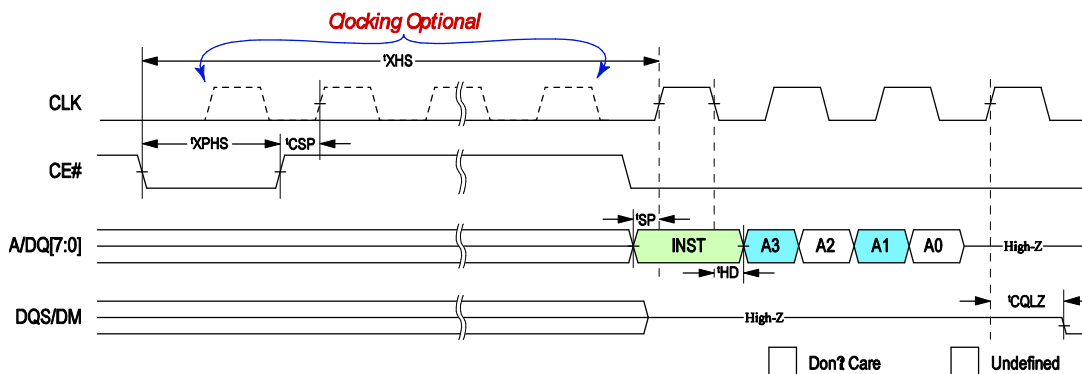 Clocking Optional
tXHS
CLK
tXPHS
tCSP
CE#
tSP
A/DQ[7:0]
INST
A3
A2
A1
A0
High-Z
tHD
tCQLZ
DQS/DM
High-Z
Don?t Care
Undefined